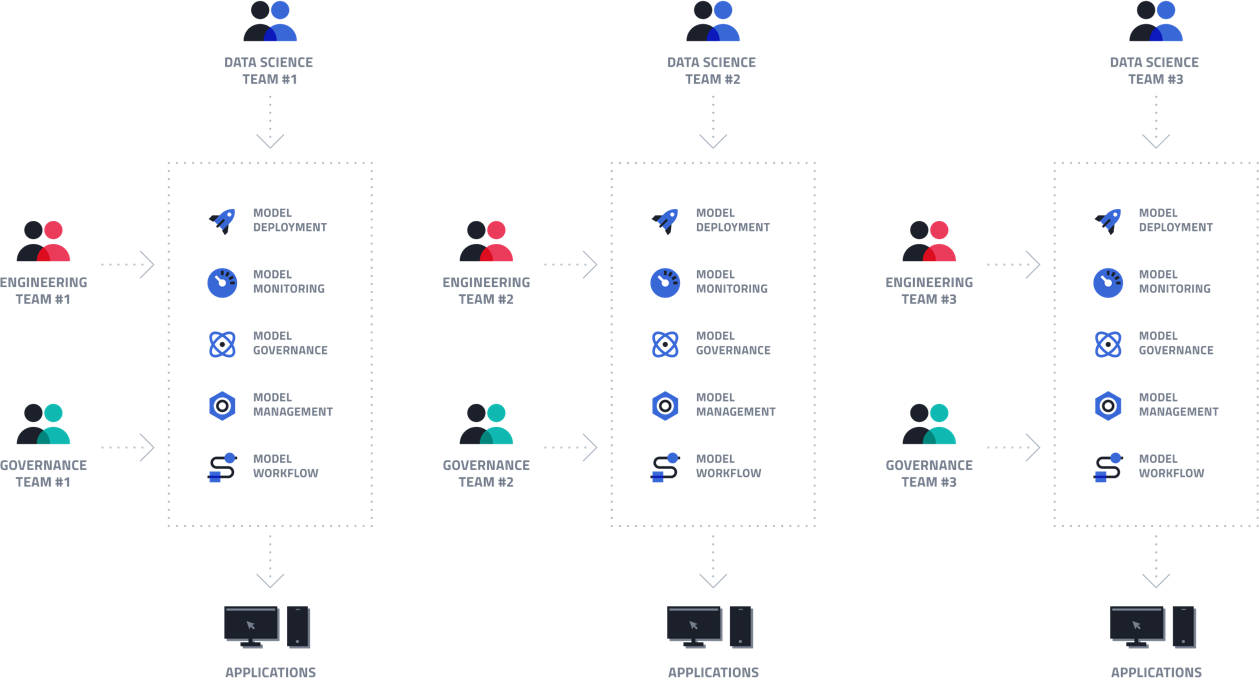 DATA SCIENCE
TEAM #1
ENGINEERING
TEAM #1
GOVERNANCE
TEAM #1
MODEL
DEPLOYMENT
MODEL
MONITORING
MODEL
GOVERNANCE
MODEL
MANAGEMENT
MODEL
WORKFLOW
APPLICATIONS
DATA SCIENCE
TEAM #2
ENGINEERING
TEAM #2
GOVERNANCE
TEAM #2
MODEL
DEPLOYMENT
MODEL
MONITORING
MODEL
GOVERNANCE
MODEL
MANAGEMENT
MODEL
WORKFLOW
APPLICATIONS
DATA SCIENCE
TEAM #3
ENGINEERING
TEAM #3
GOVERNANCE
TEAM #3
MODEL
DEPLOYMENT
MODEL
MONITORING
MODEL
GOVERNANCE
MODEL
MANAGEMENT
MODEL
WORKFLOW
APPLICATIONS